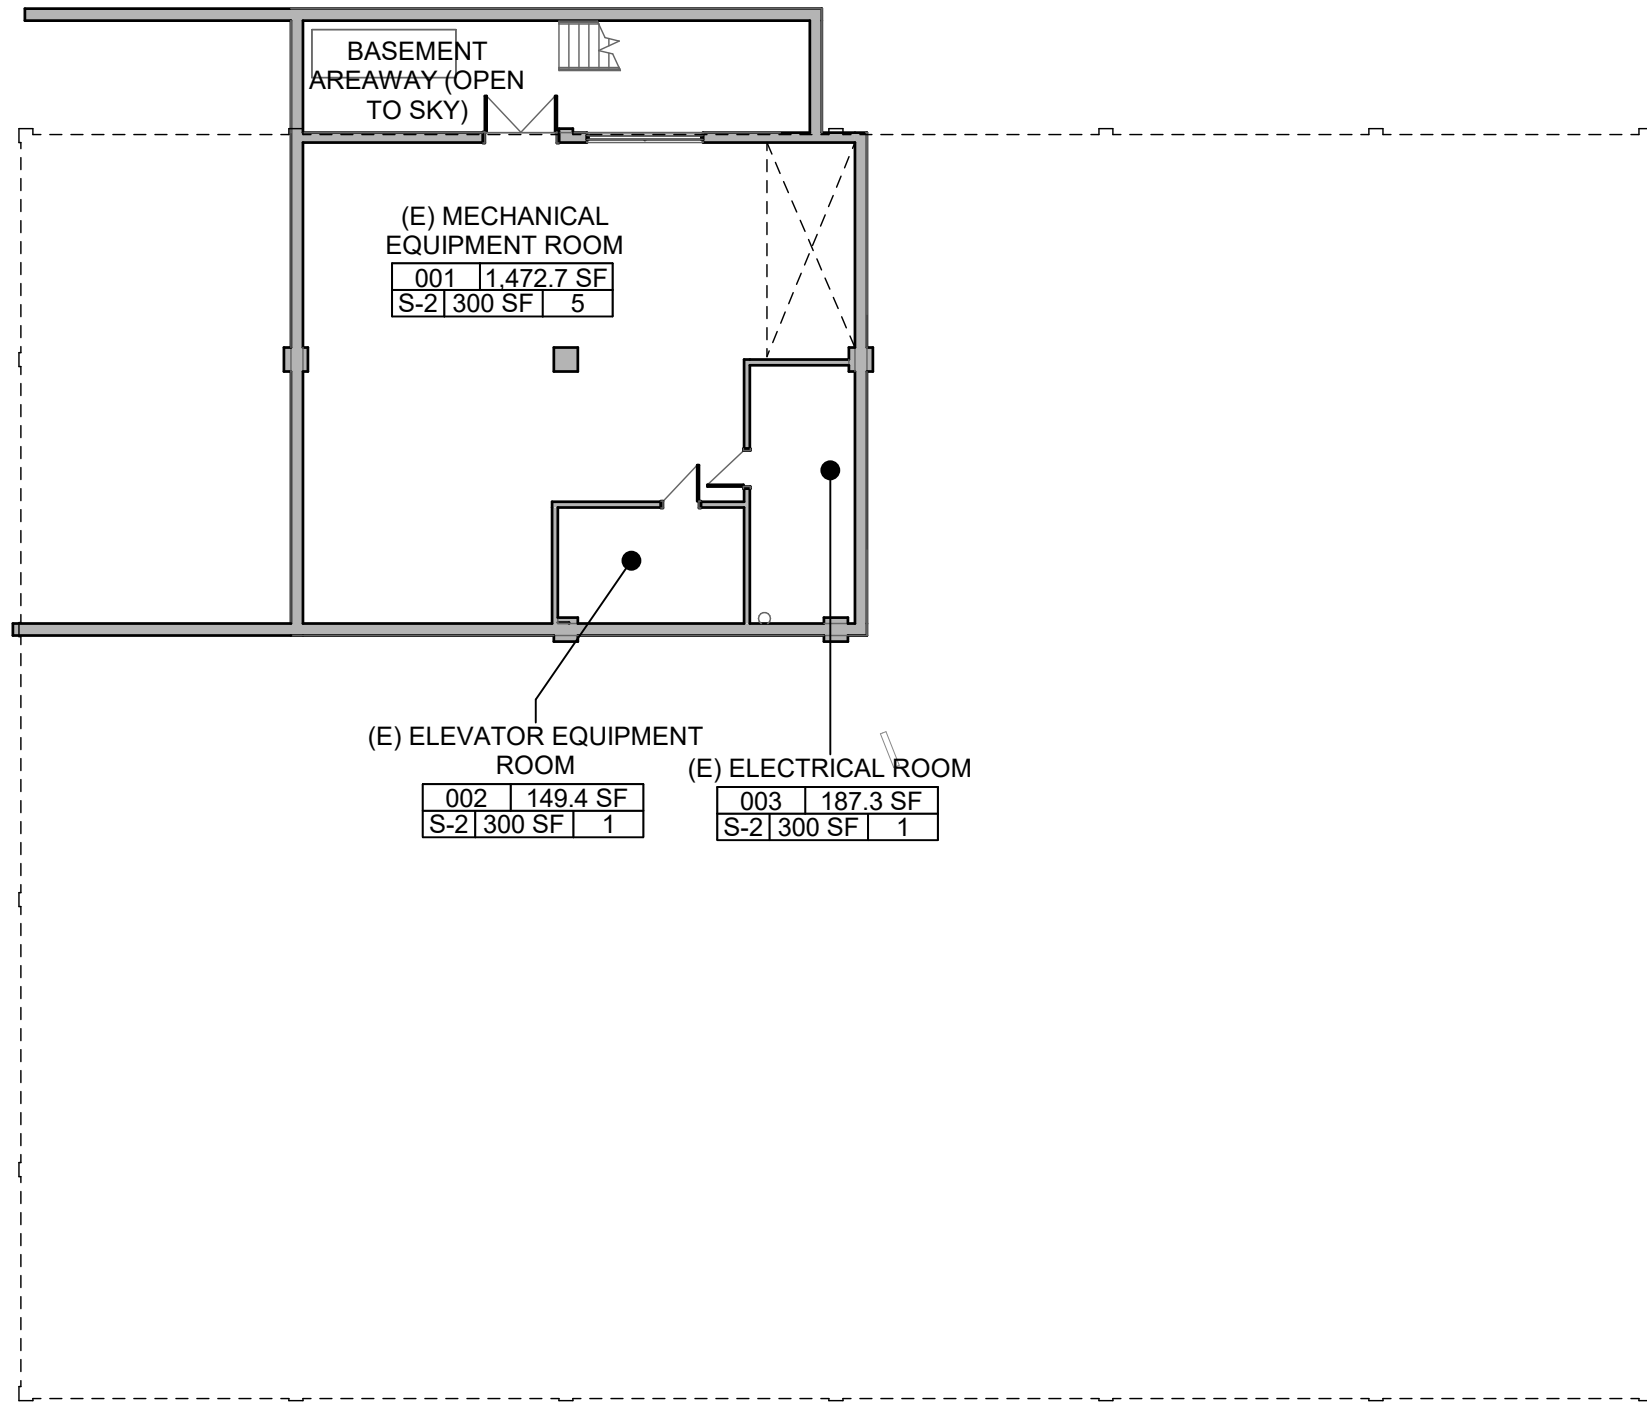 BASEMENT
AREAWAY (OPEN
TO SKY)
(E) MECHANICAL
EQUIPMENT ROOM
001 1,472.7 SF
S-2 300 SF 5
(E) ELEVATOR EQUIPMENT
ROOM
002 149.4 SF
S-2 300 SF 1
(E) ELECTRICAL ROOM
003 187.3 SF
S-2 300 SF 1